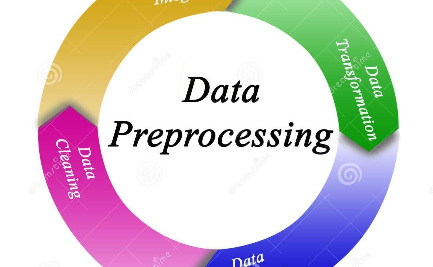 Data
Preprocessing
Data
Transformation
Data
Data
Cleaning